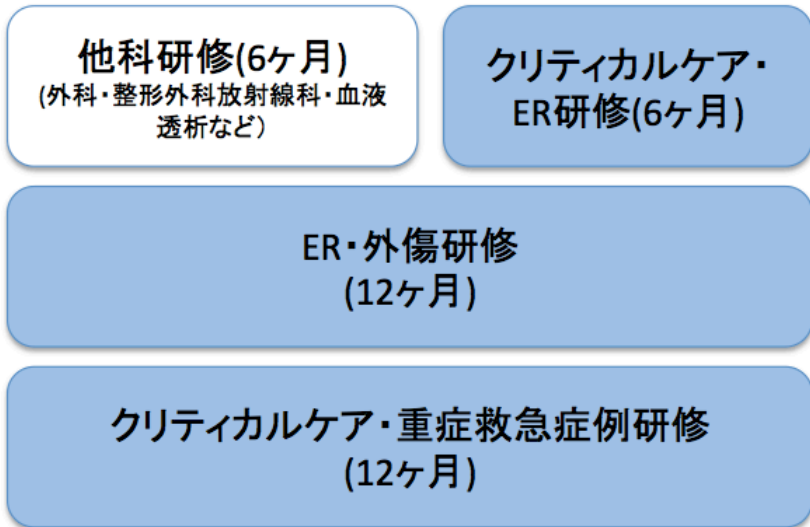 他科研修(6ヶ月)
(外科・整形外科放射線科・血液
透析など)
クリティカルケア・
ER研修(6ヶ月)
ER・外傷研修
(12ヶ月)
クリティカルケア・重症救急症例研修
(12ヶ月)